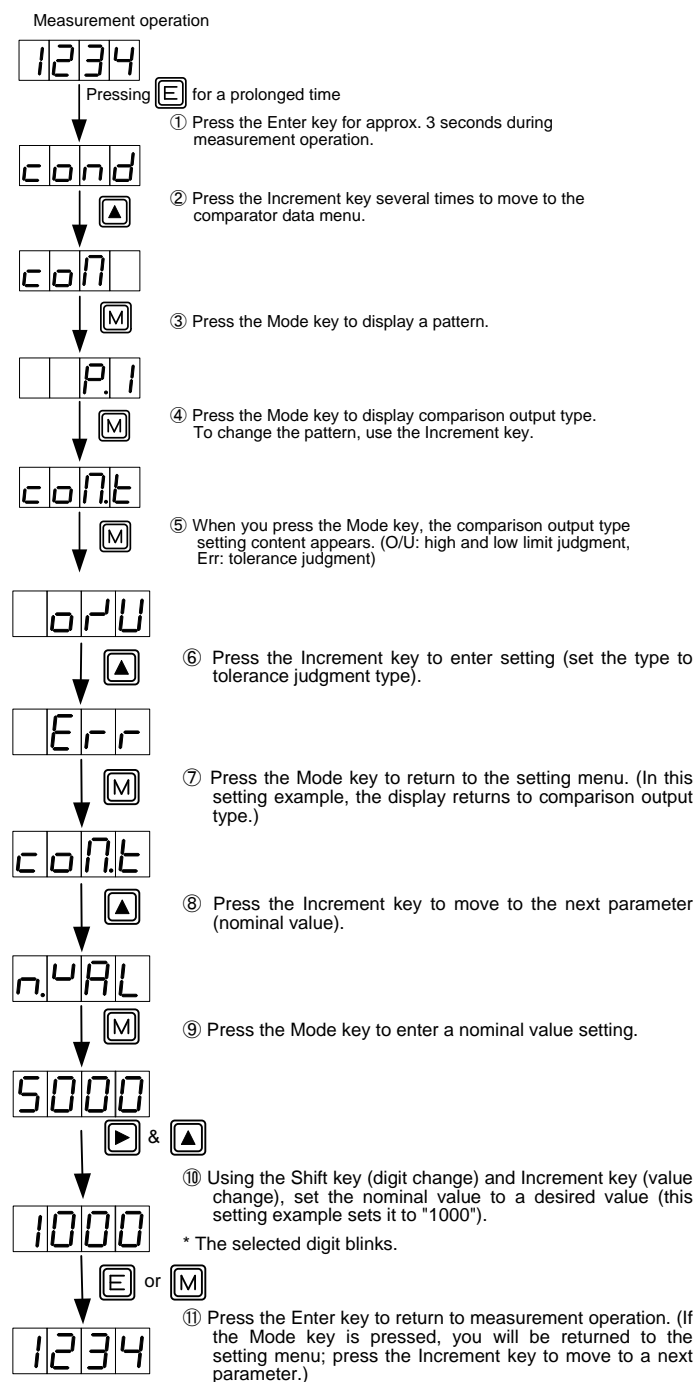 Measurement operation
1234
Pressing E for a prolonged time
① Press the Enter key for approx. 3 seconds during
measurement operation.
cond
② Press the Increment key several times to move to the
comparator data menu.
coM
M
③ Press the Mode key to display a pattern.
P. 1
M
④ Press the Mode key to display comparison output type.
To change the pattern, use the Increment key.
coM.t
M
⑤ When you press the Mode key, the comparison output type
setting content appears. (O/U: high and low limit judgment,
Err: tolerance judgment)
o/U
⑥ Press the Increment key to enter setting (set the type to
tolerance judgment type).
Err
M
⑦ Press the Mode key to return to the setting menu. (In this
setting example, the display returns to comparison output
type.)
coM.t
⑧ Press the Increment key to move to the next parameter
(nominal value).
n.VAL
M
⑨ Press the Mode key to enter a nominal value setting.
5000
&
⑩ Using the Shift key (digit change) and Increment key (value
change), set the nominal value to a desired value (this
setting example sets it to "1000").
1000
* The selected digit blinks.
E or M
⑪ Press the Enter key to return to measurement operation. (If
the Mode key is pressed, you will be returned to the
setting menu; press the Increment key to move to a next
parameter.)
1234